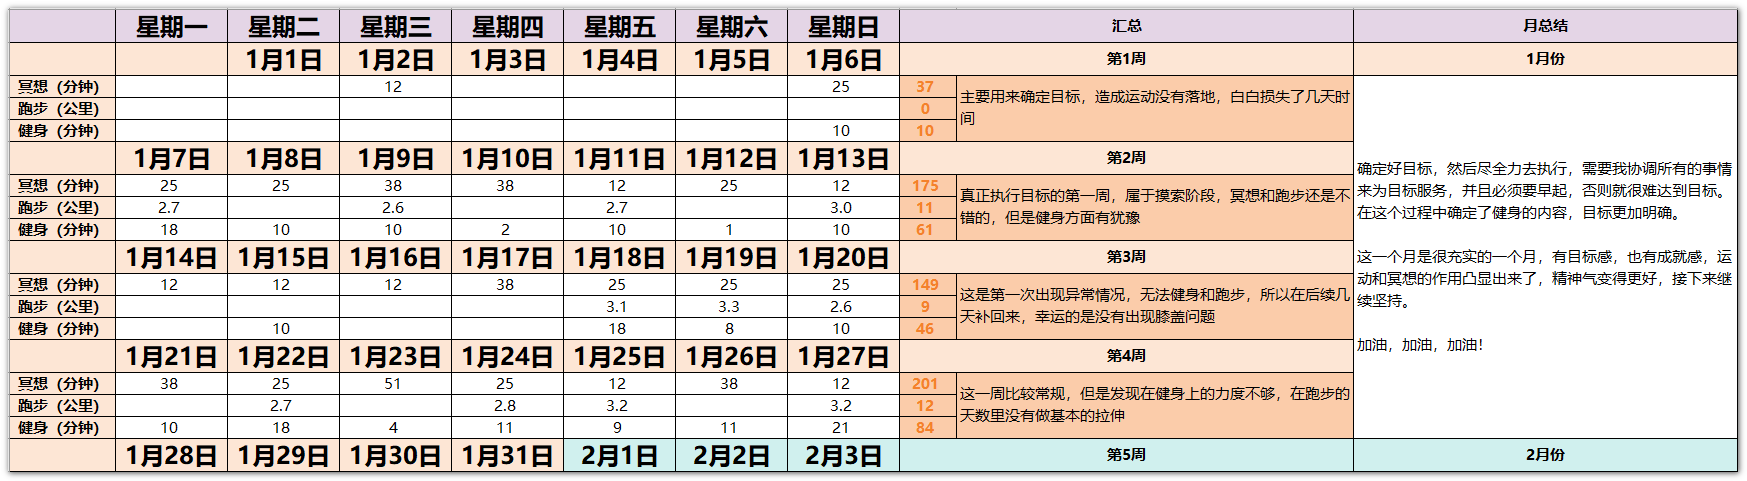 星期一 星期二 星期三 星期四 星期五 星期六 星期日 汇总 月总结
1月1日 1月2日 1月3日 1月4日 1月5日 1月6日 第1周 1月份
冥想（分钟） 12 25 37
跑步（公里） 0
健身（分钟） 10 10
主要用来确定目标，造成运动没有落地，白白损失了几天时
间
1月7日 1月8日 1月9日 1月10日 1月11日 1月12日 1月13日 第2周
冥想（分钟） 25 25 38 38 12 25 12 175
跑步（公里） 2.7 2.6 2.7 3.0 11
健身（分钟） 18 10 10 2 10 1 10 61
真正执行目标的第一周，属于摸索阶段，冥想和跑步还是不
错的，但是健身方面有犹豫
1月14日 1月15日 1月16日 1月17日 1月18日 1月19日 1月20日 第3周
冥想（分钟） 12 12 12 38 25 25 25 149
跑步（公里） 3.1 3.3 2.6 9
健身（分钟） 10 18 8 10 46
这是第一次出现异常情况，无法健身和跑步，所以在后续几
天补回来，幸运的是没有出现膝盖问题
1月21日 1月22日 1月23日 1月24日 1月25日 1月26日 1月27日 第4周
冥想（分钟） 38 25 51 25 12 38 12 201
跑步（公里） 2.7 2.8 3.2 3.2 12
健身（分钟） 10 18 4 11 9 11 21 84
这一周比较常规，但是发现在健身上的力度不够，在跑步的
天数里没有做基本的拉伸
确定好目标，然后尽全力去执行，需要我协调所有的事情
来为目标服务，并且必须要早起，否则就很难达到目标。
在这个过程中确定了健身的内容，目标更加明确。
这一个月是很充实的一个月，有目标感，也有成就感，运
动和冥想的作用凸显出来了，精神气变得更好，接下来继
续坚持。
加油，加油，加油！
1月28日 1月29日 1月30日 1月31日 2月1日 2月2日 2月3日 第5周 2月份